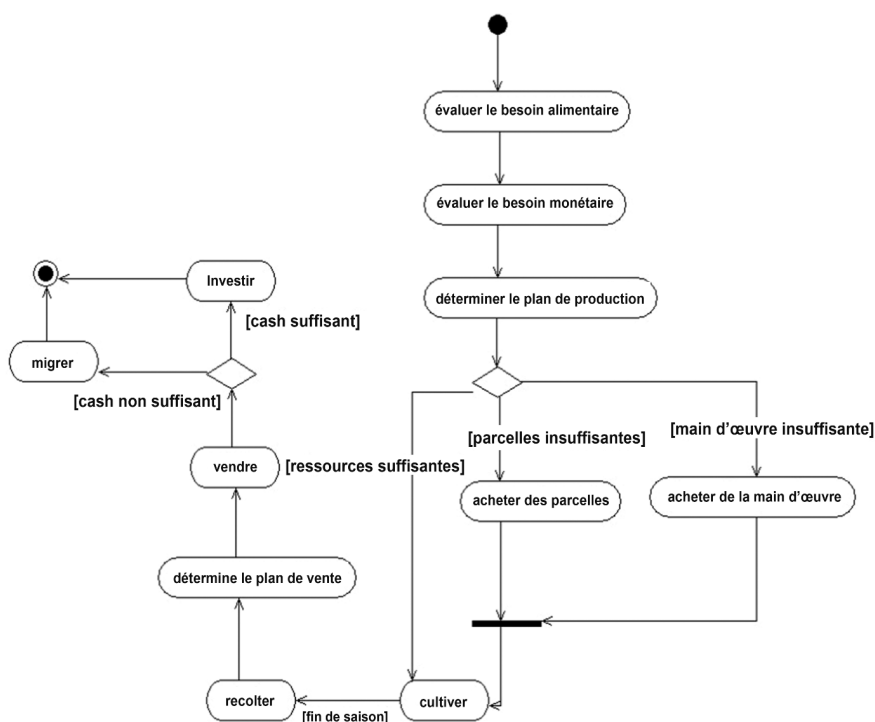 évaluer le besoin alimentaire
évaluer le besoin monétaire
déterminer le plan de production
Investir
[cash suffisant]
migrer
[cash non suffisant]
[parcelles insuffisantes]
[main d'œuvre insuffisante]
vendre
[ressources suffisantes]
acheter des parcelles
acheter de la main d'œuvre
détermine le plan de vente
recolter
[fin de saison]
cultiver